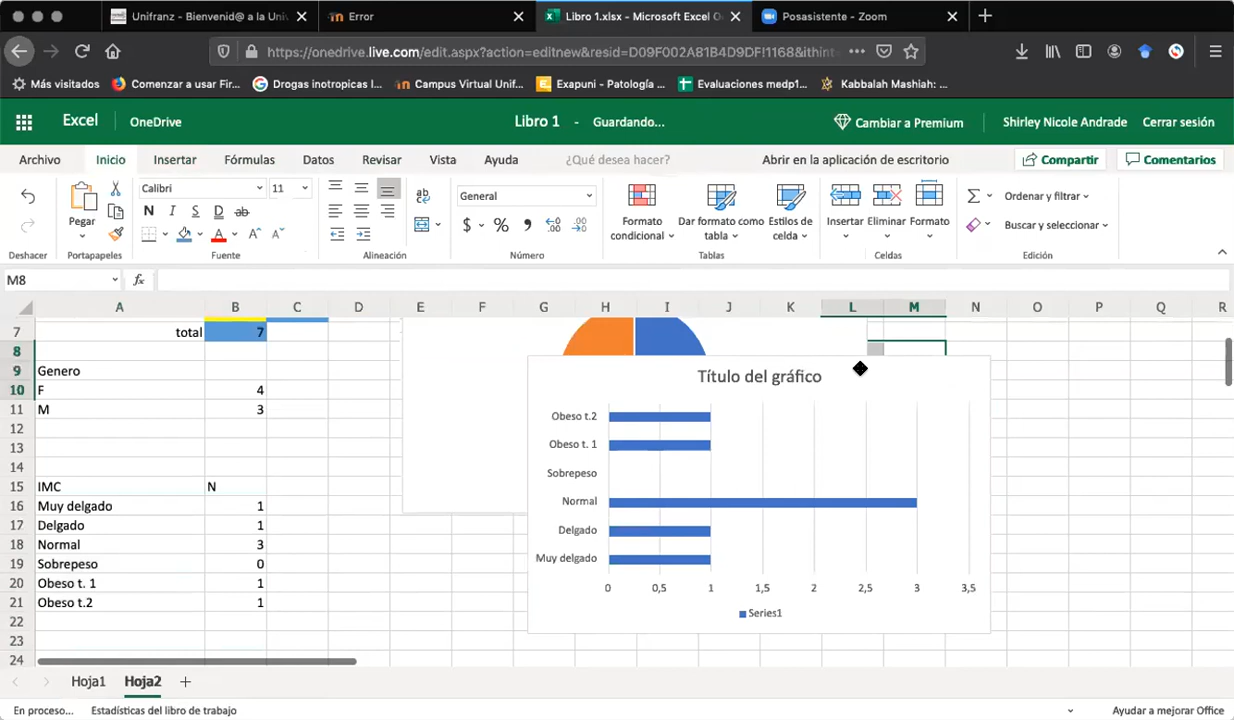 Unifranz - Bienvenid@ a la Uni
Error
Libro 1.xlsx - Microsoft Excel O
Posasistente - Zoom
https://onedrive.live.com/edit.aspx?action=editnew&resid=D09F002A81B4D9DF!1168&ithint
Más visitados
Comenzar a usar Fir...
Drogas inotropicas l...
Campus Virtual Unif...
Exapuni - Patología ...
Evaluaciones medp1...
Kabbalah Mashiah: ...
Excel
OneDrive
Libro 1 - Guardando...
Cambiar a Premium
Shirley Nicole Andrade
Cerrar sesión
Archivo
Inicio
Insertar
Fórmulas
Datos
Revisar
Vista
Ayuda
¿Qué desea hacer?
Abrir en la aplicación de escritorio
Compartir
Comentarios
Pegar
Calibri
11
N I S D ab
General
$ % ,
Formato condicional
Dar formato como tabla
Estilos de celda
Insertar
Eliminar
Formato
Ordenar y filtrar
Buscar y seleccionar
Deshacer
Portapapeles
Fuente
Alineación
Número
Tablas
Celdas
Edición
M8
fx
A B C D E F G H I J K L M N O P Q R
7 total 7
8
9 Genero
10 F 4
11 M 3
12
13
14
15 IMC N
16 Muy delgado 1
17 Delgado 1
18 Normal 3
19 Sobrepeso 0
20 Obeso t. 1 1
21 Obeso t.2 1
22
23
24
Título del gráfico
Obeso t.2
Obeso t. 1
Sobrepeso
Normal
Delgado
Muy delgado
0 0,5 1 1,5 2 2,5 3 3,5
Series1
Hoja1
Hoja2
En proceso...
Estadísticas del libro de trabajo
Ayudar a mejorar Office